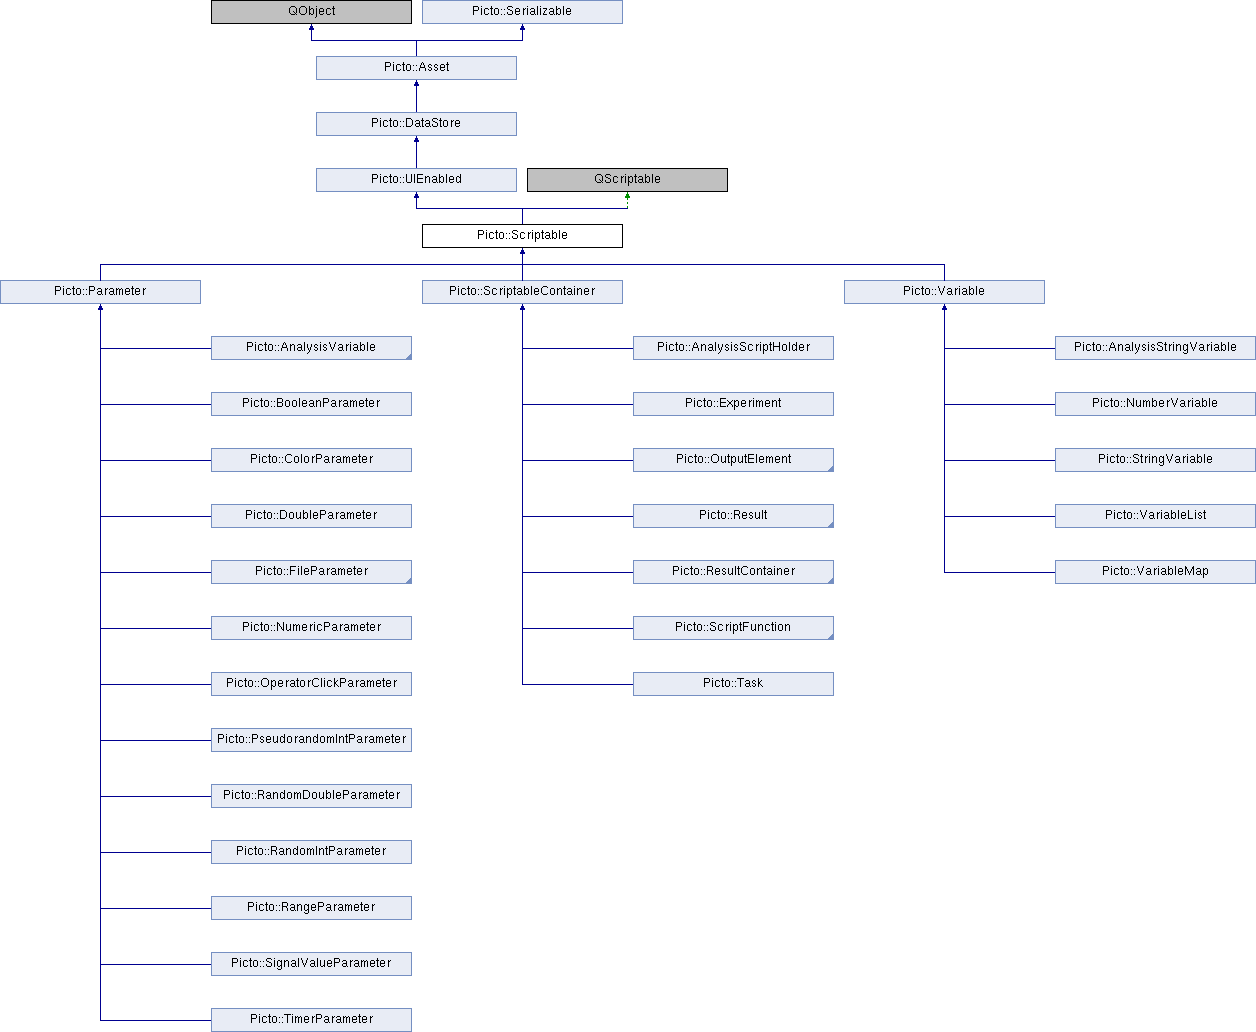 QObject
Picto::Serializable
Picto::Asset
Picto::DataStore
Picto::UIEnabled
QScriptable
Picto::Scriptable
Picto::Parameter
Picto::ScriptableContainer
Picto::Variable
Picto::AnalysisVariable
Picto::AnalysisScriptHolder
Picto::AnalysisStringVariable
Picto::BooleanParameter
Picto::Experiment
Picto::NumberVariable
Picto::ColorParameter
Picto::OutputElement
Picto::StringVariable
Picto::DoubleParameter
Picto::Result
Picto::VariableList
Picto::FileParameter
Picto::ResultContainer
Picto::VariableMap
Picto::NumericParameter
Picto::ScriptFunction
Picto::OperatorClickParameter
Picto::Task
Picto::PseudorandomIntParameter
Picto::RandomDoubleParameter
Picto::RandomIntParameter
Picto::RangeParameter
Picto::SignalValueParameter
Picto::TimerParameter